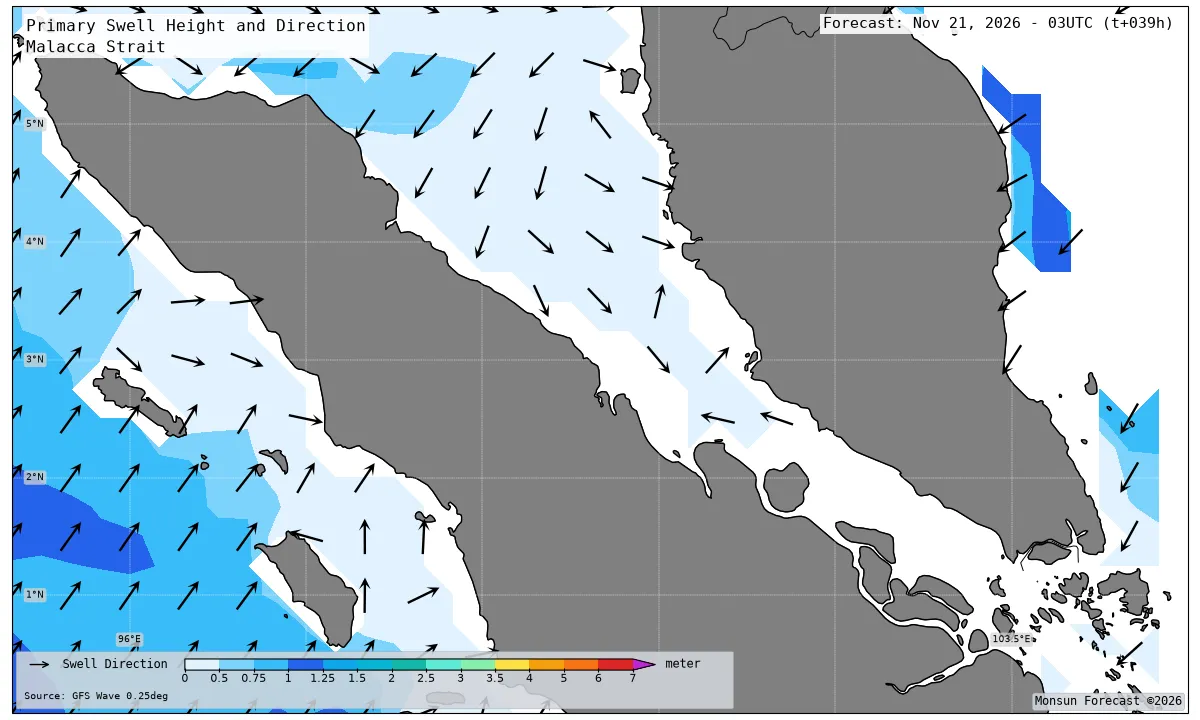 Primary Swell Height and Direction
Malacca Strait
Forecast: Nov 21, 2026 - 03UTC (t+039h)
5°N
4°N
3°N
2°N
1°N
96°E
103.5°E
Swell Direction
meter
0 0.5 0.75 1 1.25 1.5 2 2.5 3 3.5 4 5 6 7
Source: GFS Wave 0.25deg
Monsun Forecast ©2026